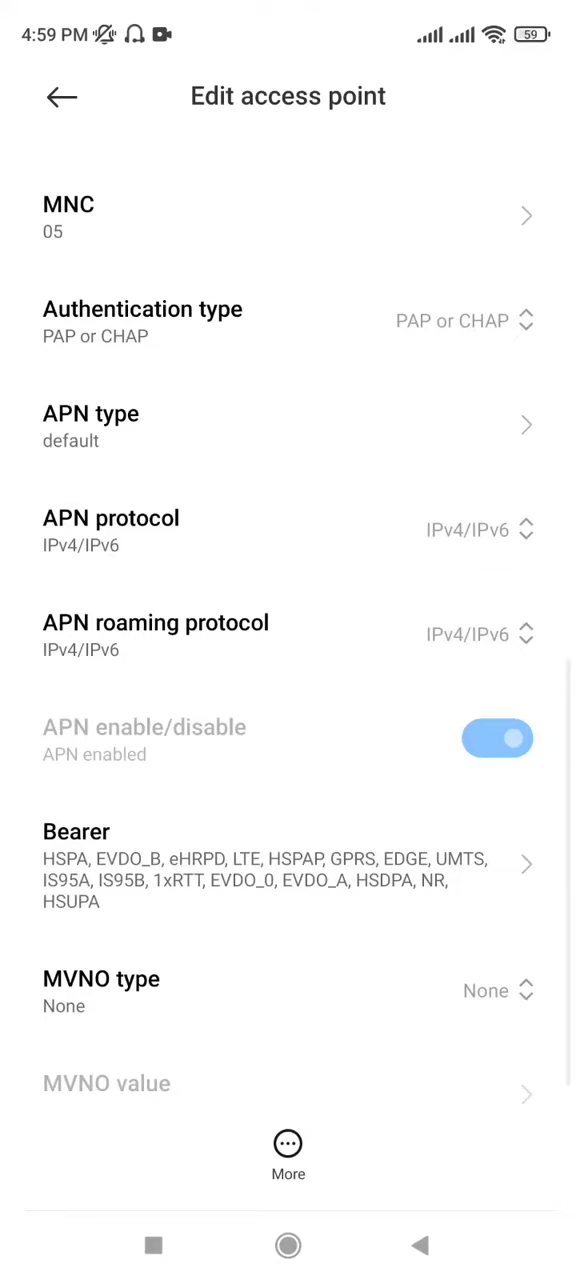 4:59 PM
59
Edit access point
MNC
05
Authentication type
PAP or CHAP
PAP or CHAP
APN type
default
APN protocol
IPv4/IPv6
IPv4/IPv6
APN roaming protocol
IPv4/IPv6
IPv4/IPv6
APN enable/disable
APN enabled
Bearer
HSPA, EVDO_B, eHRPD, LTE, HSPAP, GPRS, EDGE, UMTS,
IS95A, IS95B, 1xRTT, EVDO_0, EVDO_A, HSDPA, NR,
HSUPA
MVNO type
None
None
MVNO value
More